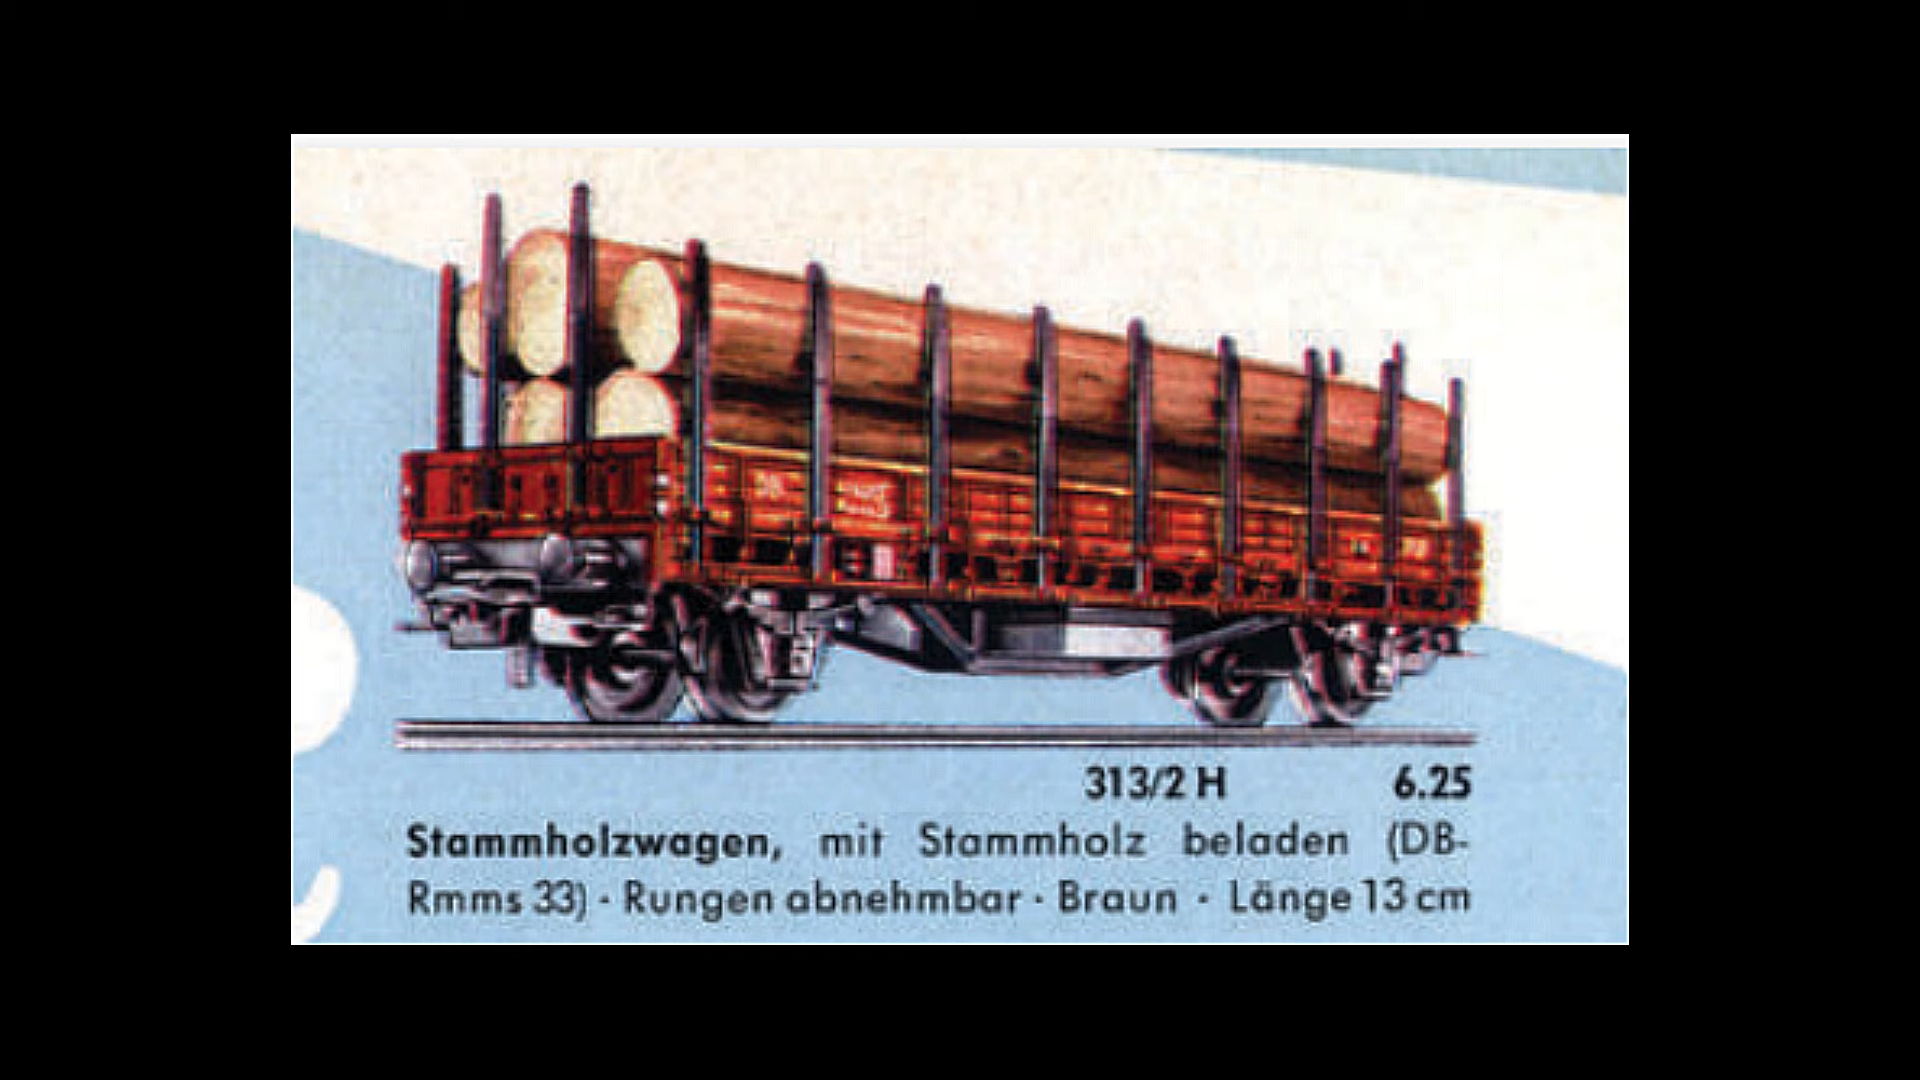 313/2 H 6.25
Stammholzwagen, mit Stammholz beladen (DB-
Rmms 33) · Rungen abnehmbar · Braun · Länge 13 cm